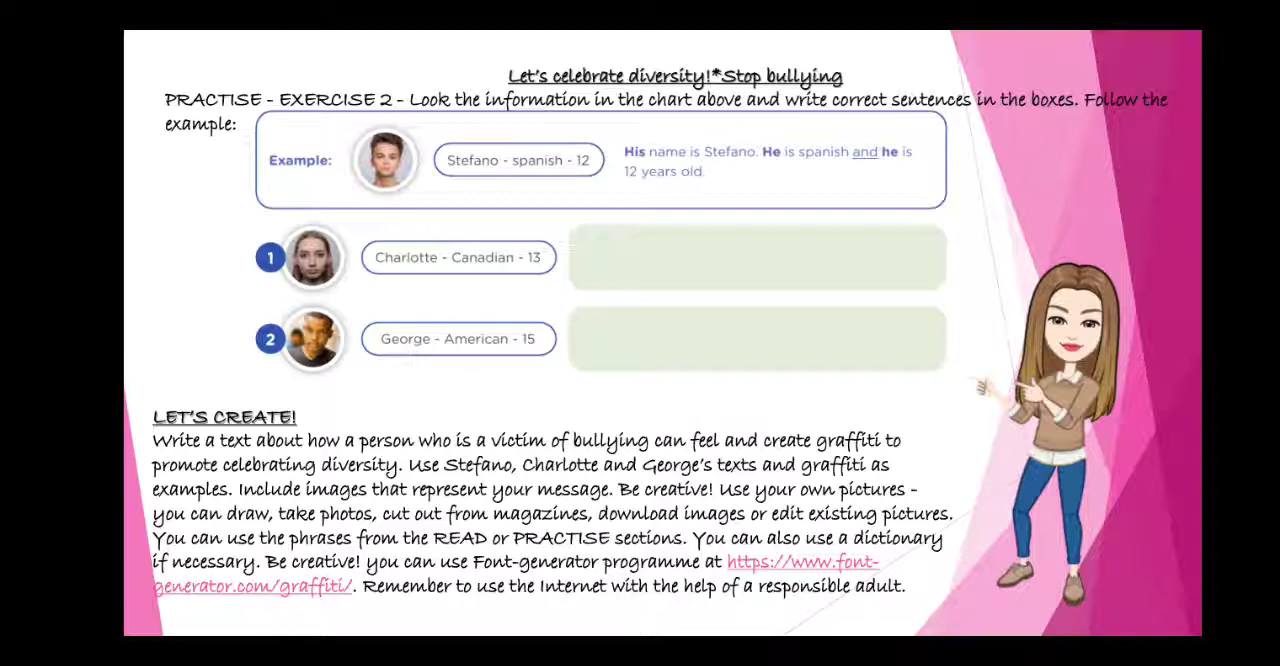 Let's celebrate diversity!*Stop bullying
PRACTISE - EXERCISE 2 - Look the information in the chart above and write correct sentences in the boxes. Follow the
example:
Example:
Stefano - spanish - 12
His name is Stefano. He is spanish and he is
12 years old.
1
Charlotte - Canadian - 13
2
George - American - 15
LET'S CREATE!
Write a text about how a person who is a victim of bullying can feel and create graffiti to
promote celebrating diversity. Use Stefano, Charlotte and George's texts and graffiti as
examples. Include images that represent your message. Be creative! Use your own pictures -
you can draw, take photos, cut out from magazines, download images or edit existing pictures.
You can use the phrases from the READ or PRACTISE sections. You can also use a dictionary
if necessary. Be creative! you can use Font-generator programme at https://www.font-
generator.com/graffiti/. Remember to use the Internet with the help of a responsible adult.